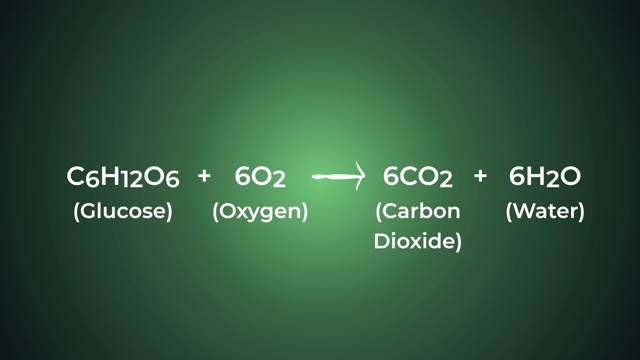 C6H12O6 + 6O2 ⟶ 6CO2 + 6H2O
(Glucose) (Oxygen) (Carbon (Water)
Dioxide)